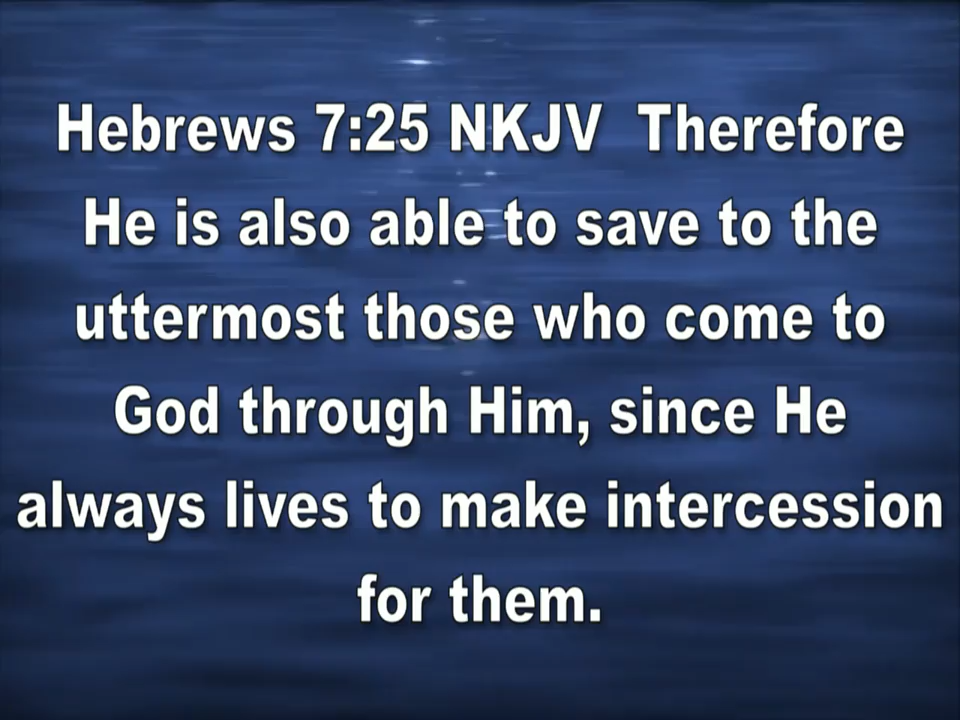 Hebrews 7:25 NKJV  Therefore
He is also able to save to the
uttermost those who come to
God through Him, since He
always lives to make intercession
for them.